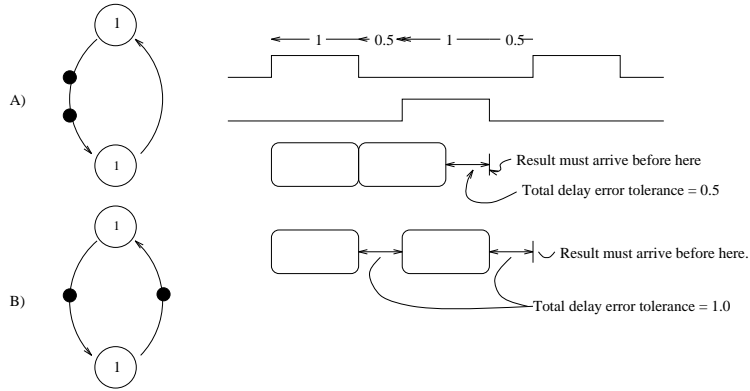 A)
1
1
1 0.5 1 0.5
Result must arrive before here
Total delay error tolerance = 0.5
B)
1
1
Result must arrive before here.
Total delay error tolerance = 1.0